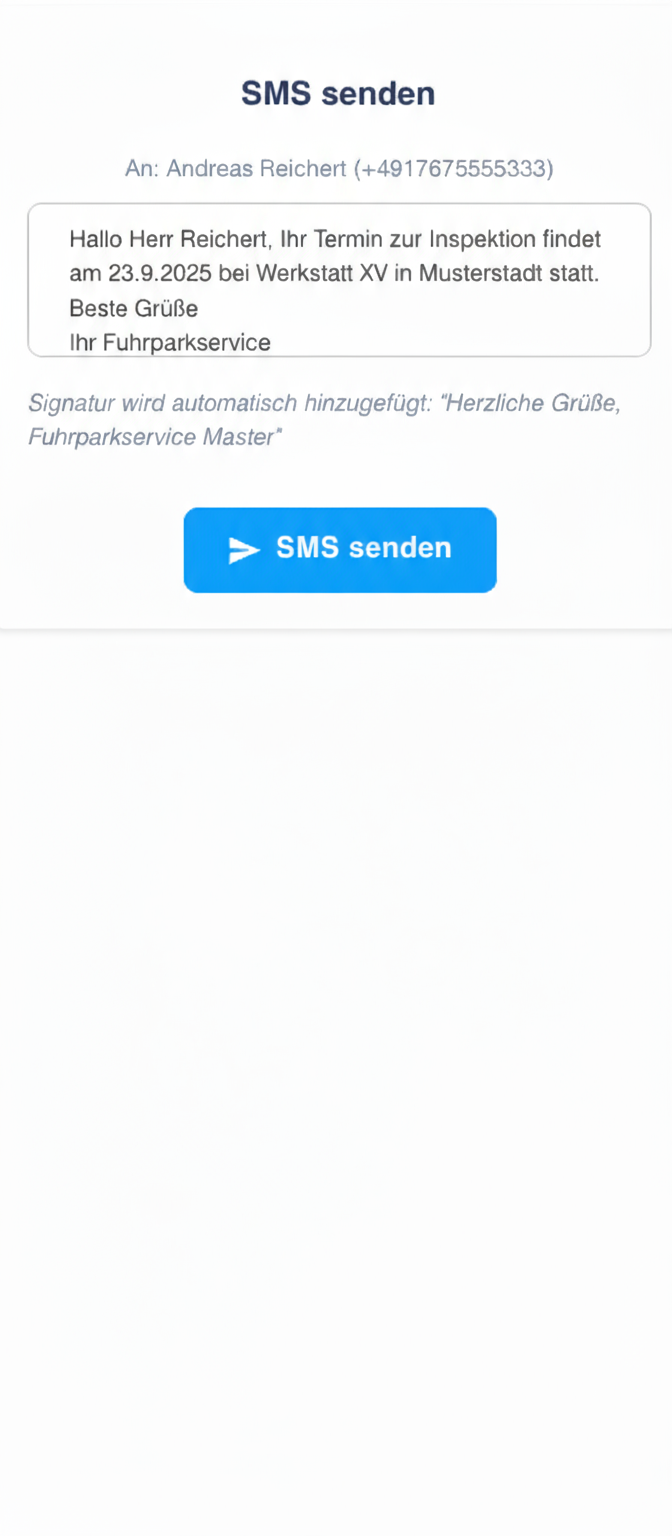 SMS senden
An: Andreas Reichert (+4917675555333)
Hallo Herr Reichert, Ihr Termin zur Inspektion findet
am 23.9.2025 bei Werkstatt XV in Musterstadt statt.
Beste Grüße
Ihr Fuhrparkservice
Signatur wird automatisch hinzugefügt: "Herzliche Grüße,
Fuhrparkservice Master"
SMS senden